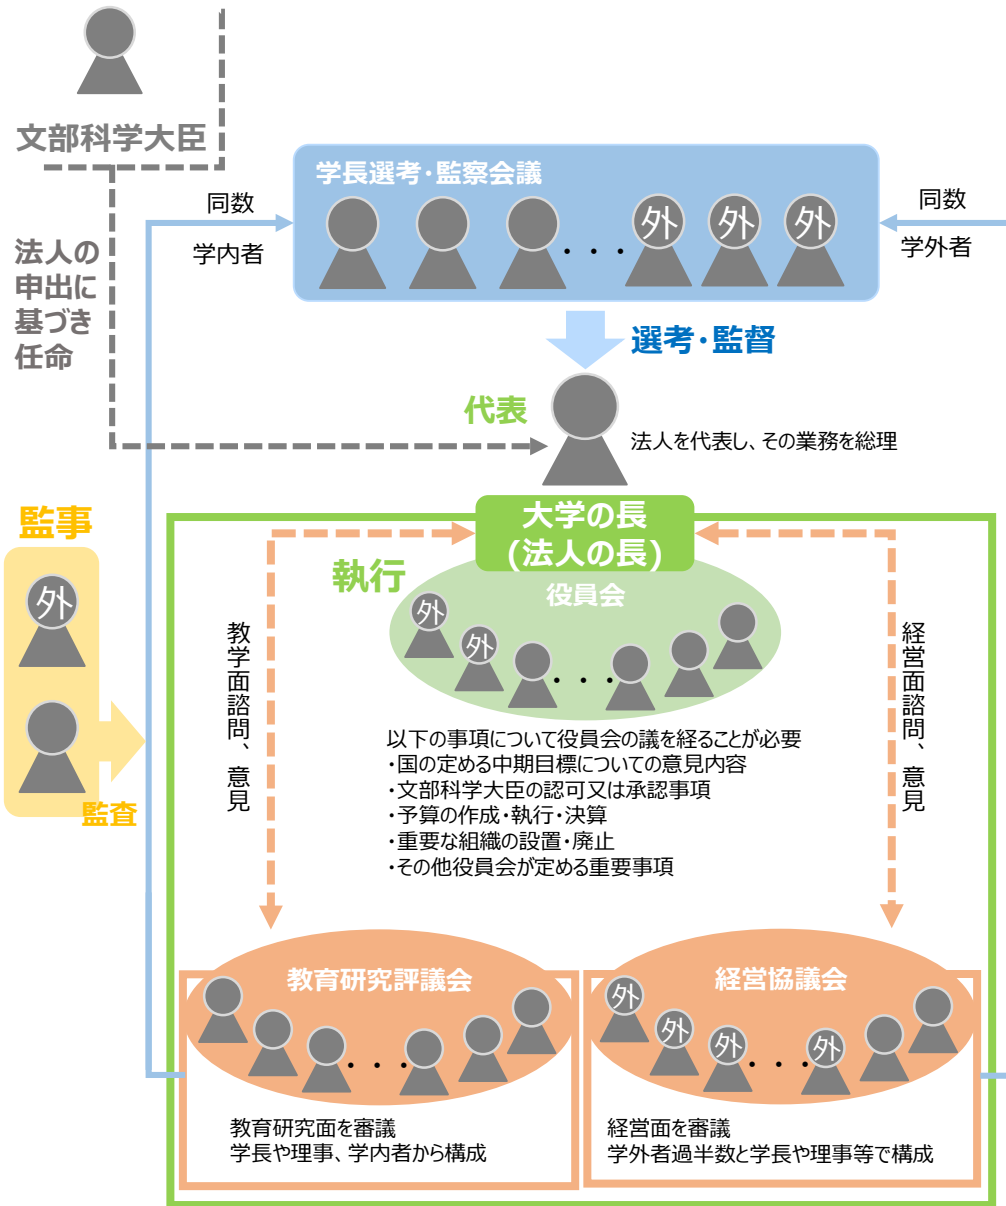 文部科学大臣
法人の
申出に
基づき
任命
同数
学内者
学長選考・監察会議
外 外 外
・・・
同数
学外者
選考・監督
代表
法人を代表し、その業務を総理
監事
外
監査
大学の長
(法人の長)
執行
役員会
外
外
・・・
教学面諮問、意見
経営面諮問、意見
以下の事項について役員会の議を経ることが必要
・国の定める中期目標についての意見内容
・文部科学大臣の認可又は承認事項
・予算の作成・執行・決算
・重要な組織の設置・廃止
・その他役員会が定める重要事項
教育研究評議会
・・・
教育研究面を審議
学長や理事、学内者から構成
経営協議会
外
外
外 ・・・ 外
経営面を審議
学外者過半数と学長や理事等で構成